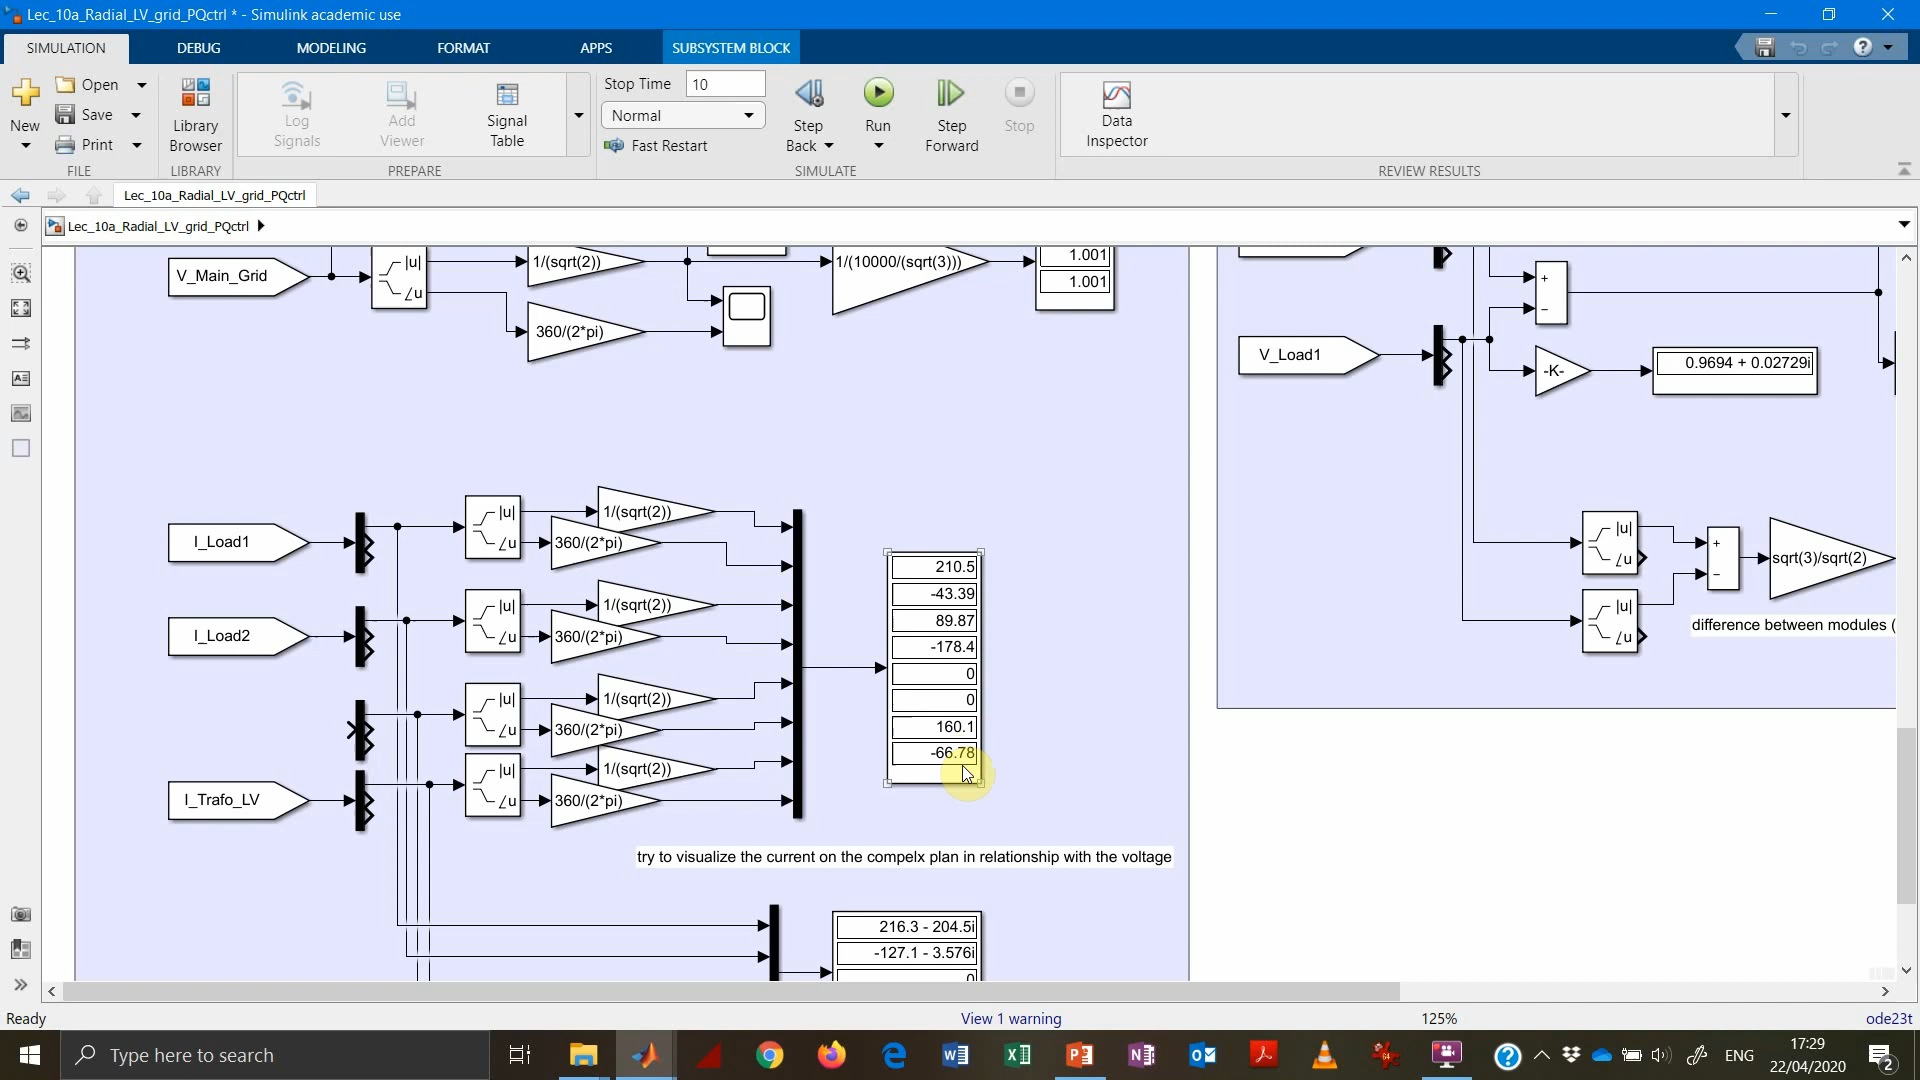 Lec_10a_Radial_LV_grid_PQctrl * - Simulink academic use
SIMULATION DEBUG MODELING FORMAT APPS SUBSYSTEM BLOCK
New
Open
Save
Print
FILE
Library Browser
LIBRARY
Log Signals
Add Viewer
Signal Table
PREPARE
Stop Time 10
Normal
Fast Restart
Step Back
Run
Step Forward
Stop
SIMULATE
Data Inspector
REVIEW RESULTS
Lec_10a_Radial_LV_grid_PQctrl
Lec_10a_Radial_LV_grid_PQctrl
V_Main_Grid
|u|
∠u
1/(sqrt(2))
360/(2*pi)
1/(10000/(sqrt(3)))
1.001
1.001
I_Load1
|u|
∠u
1/(sqrt(2))
360/(2*pi)
I_Load2
|u|
∠u
1/(sqrt(2))
360/(2*pi)
|u|
∠u
1/(sqrt(2))
360/(2*pi)
I_Trafo_LV
|u|
∠u
1/(sqrt(2))
360/(2*pi)
210.5
-43.39
89.87
-178.4
0
0
160.1
-66.78
try to visualize the current on the compelx plan in relationship with the voltage
216.3 - 204.5i
-127.1 - 3.576i
0
V_Load1
+
−
-K-
0.9694 + 0.02729i
|u|
∠u
|u|
∠u
+
−
sqrt(3)/sqrt(2)
difference between modules (
Ready
View 1 warning
125%
ode23t
Type here to search
ENG
17:29
22/04/2020
2